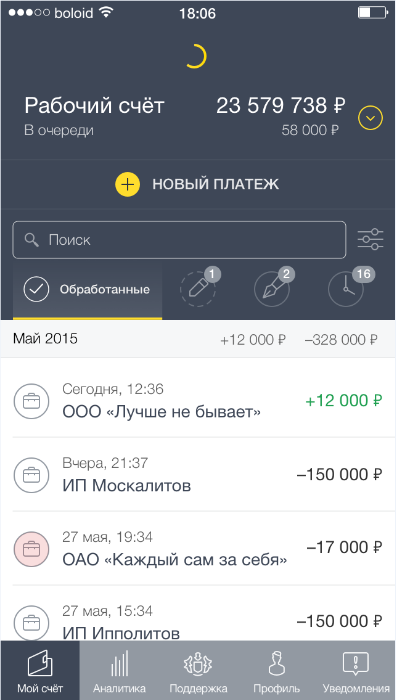 boloid 18:06
Рабочий счёт 23 579 738 ₽
В очереди 58 000 ₽
НОВЫЙ ПЛАТЕЖ
Поиск
Обработанные 1 2 16
Май 2015 +12 000 ₽ –328 000 ₽
Сегодня, 12:36
ООО «Лучше не бывает» +12 000 ₽
Вчера, 21:37
ИП Москалитов –150 000 ₽
27 мая, 19:34
ОАО «Каждый сам за себя» –17 000 ₽
27 мая, 15:34
ИП Ипполитов –150 000 ₽
Мой счёт Аналитика Поддержка Профиль Уведомления